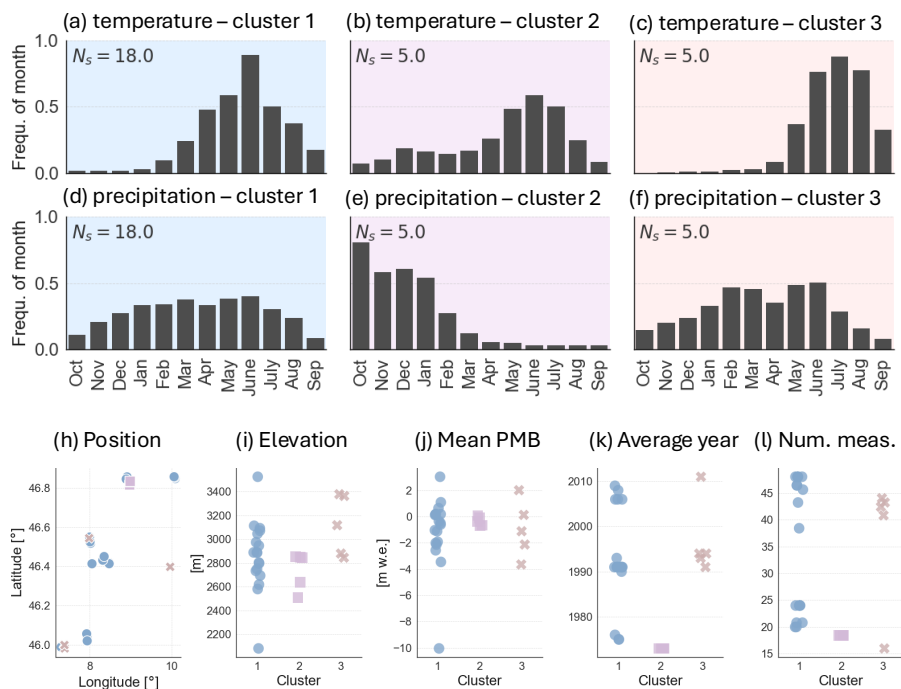 (a) temperature – cluster 1
(b) temperature – cluster 2
(c) temperature – cluster 3
Frequ. of month
1.0
0.5
0.0
N_s = 18.0
N_s = 5.0
N_s = 5.0
(d) precipitation – cluster 1
(e) precipitation – cluster 2
(f) precipitation – cluster 3
Frequ. of month
1.0
0.5
0.0
N_s = 18.0
N_s = 5.0
N_s = 5.0
Oct Nov Dec Jan Feb Mar Apr May June July Aug Sep
Oct Nov Dec Jan Feb Mar Apr May June July Aug Sep
Oct Nov Dec Jan Feb Mar Apr May June July Aug Sep
(h) Position
(i) Elevation
(j) Mean PMB
(k) Average year
(l) Num. meas.
Latitude [°]
46.8
46.6
46.4
46.2
46.0
8 10
Longitude [°]
[m]
3400
3200
3000
2800
2600
2400
2200
1 2 3
Cluster
[m w.e.]
2
0
−2
−4
−6
−8
−10
1 2 3
Cluster
2010
2000
1990
1980
1 2 3
Cluster
45
40
35
30
25
20
15
1 2 3
Cluster